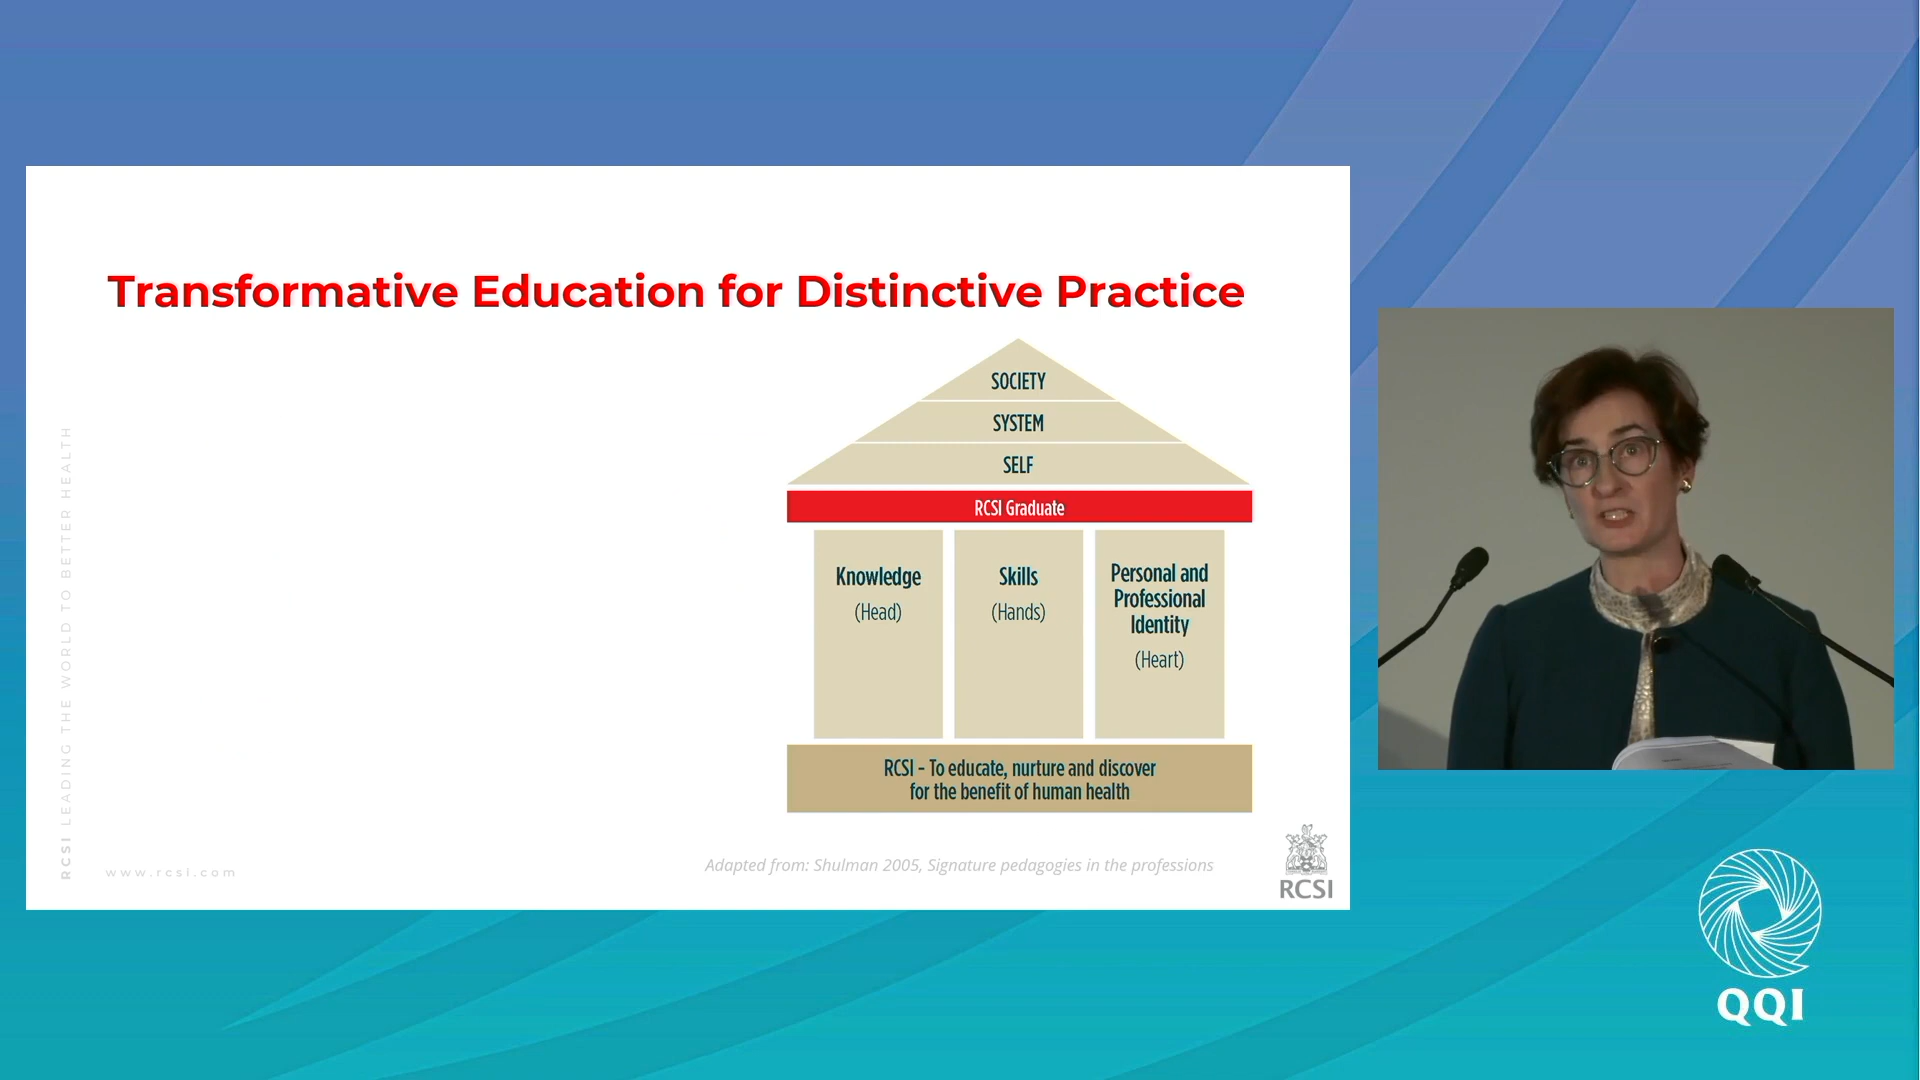 Transformative Education for Distinctive Practice
SOCIETY
SYSTEM
SELF
RCSI Graduate
Knowledge
(Head)
Skills
(Hands)
Personal and
Professional
Identity
(Heart)
RCSI - To educate, nurture and discover
for the benefit of human health
Adapted from: Shulman 2005, Signature pedagogies in the professions
RCSI LEADING THE WORLD TO BETTER HEALTH
www.rcsi.com
RCSI
QQI